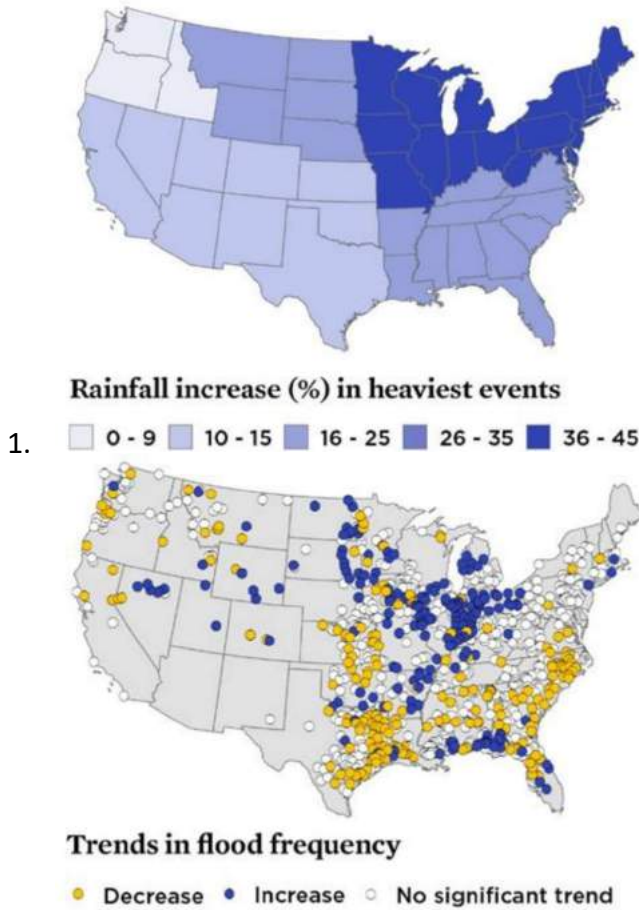 Rainfall increase (%) in heaviest events
1.
0 - 9 10 - 15 16 - 25 26 - 35 36 - 45
Trends in flood frequency
Decrease Increase No significant trend